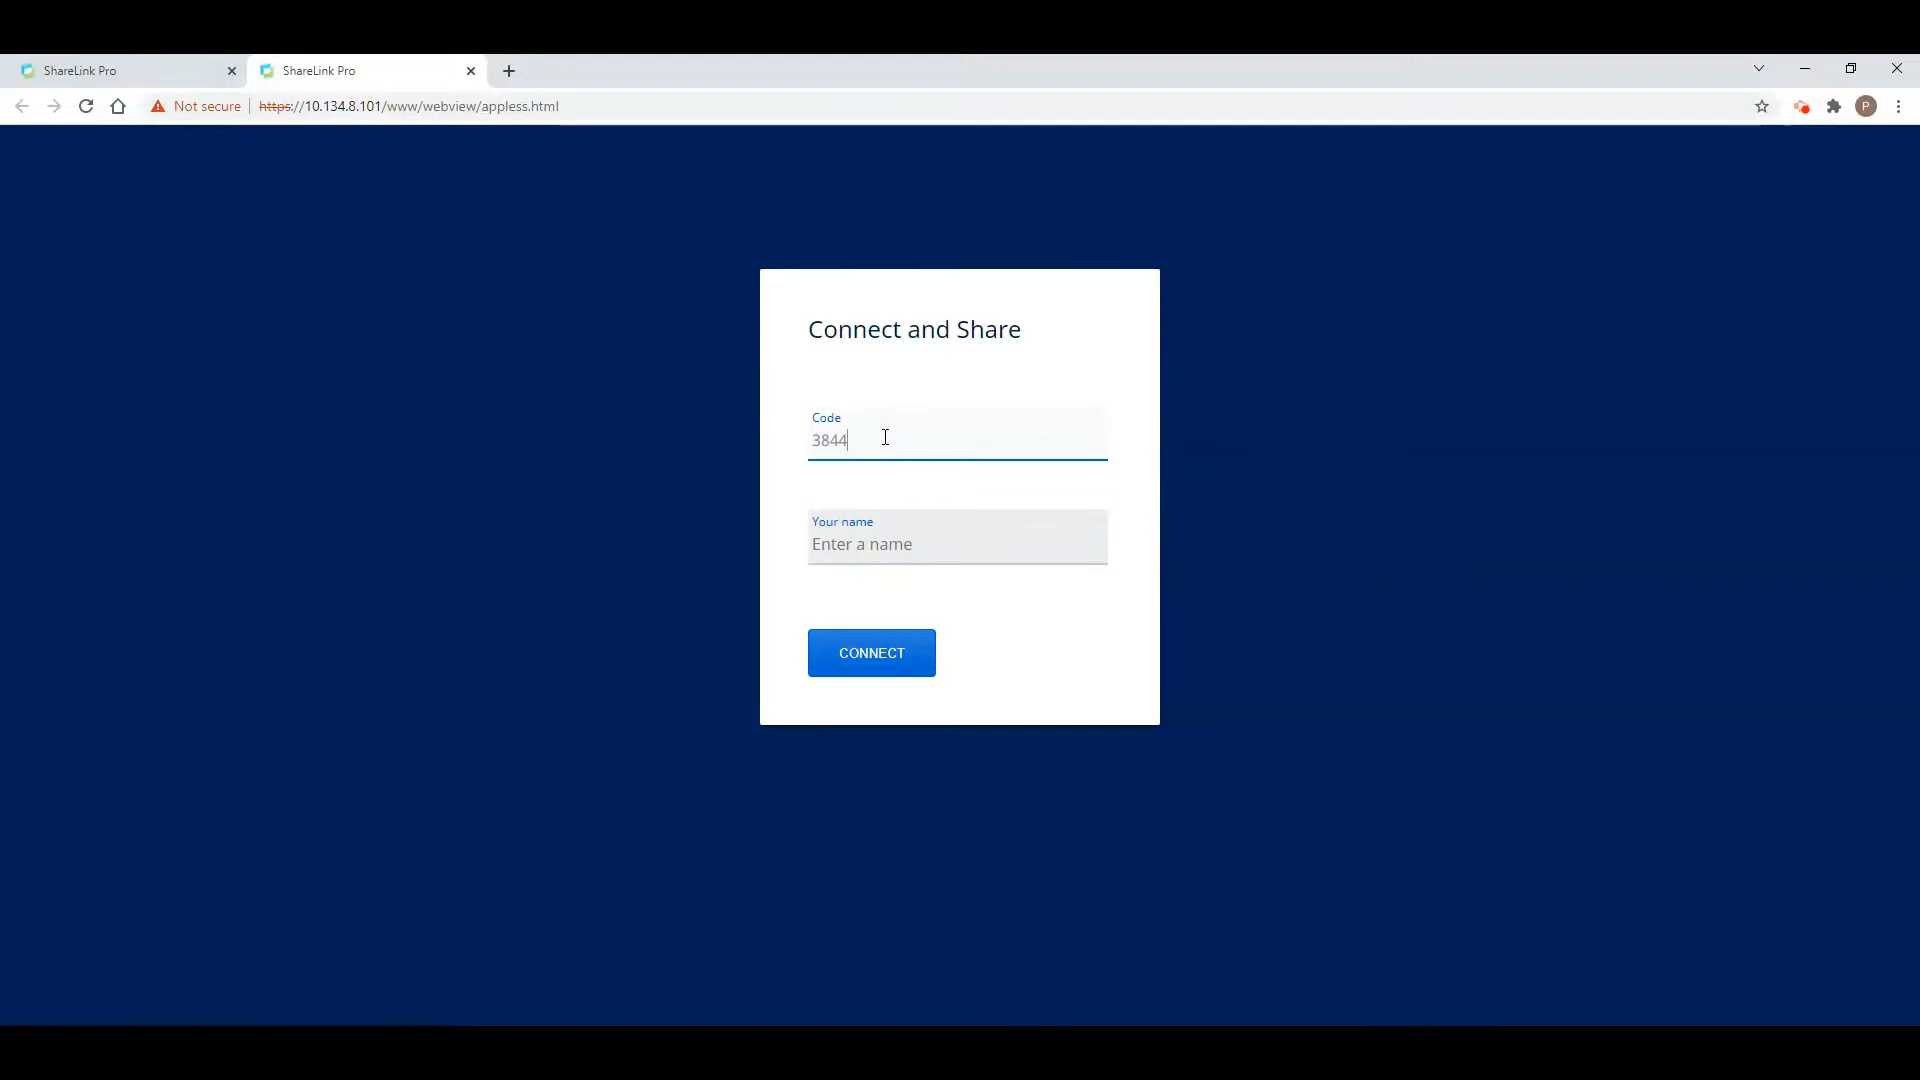 ShareLink Pro
ShareLink Pro
Not secure | https://10.134.8.101/www/webview/appless.html
P
Connect and Share
Code
3844
Your name
Enter a name
CONNECT